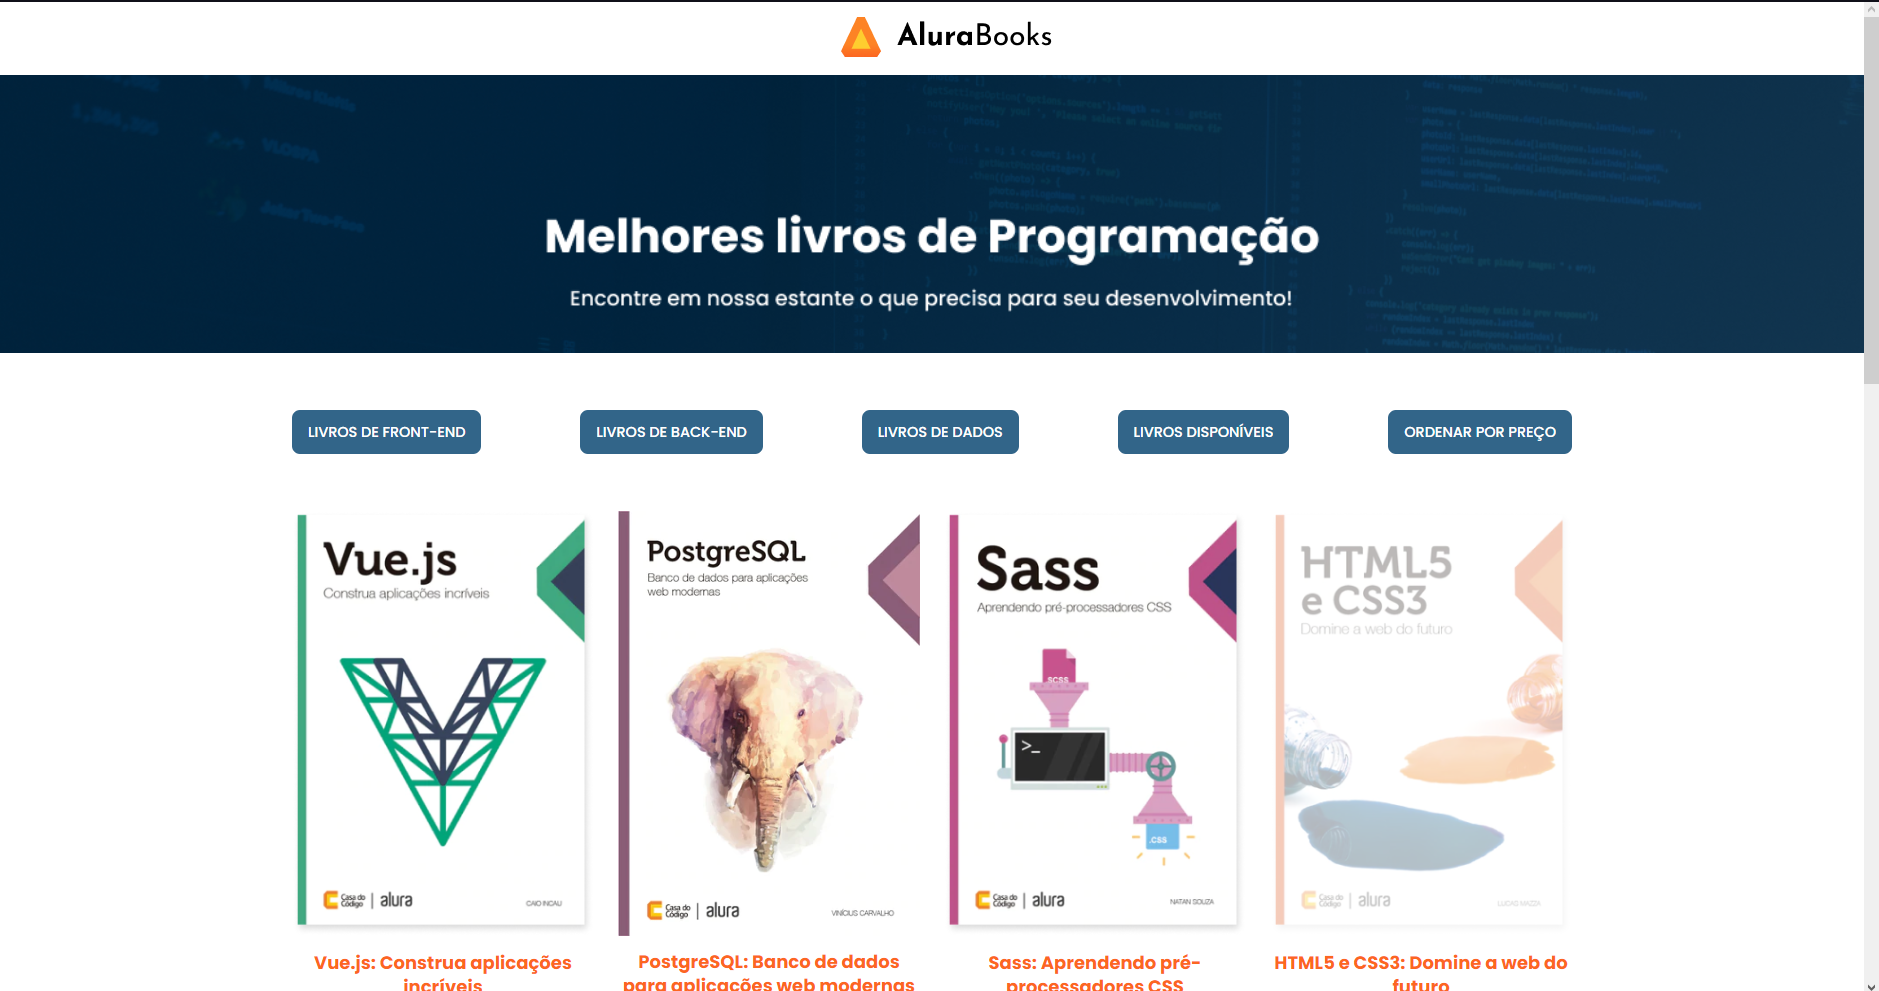 AluraBooks
Melhores livros de Programação
Encontre em nossa estante o que precisa para seu desenvolvimento!
LIVROS DE FRONT-END
LIVROS DE BACK-END
LIVROS DE DADOS
LIVROS DISPONÍVEIS
ORDENAR POR PREÇO
Vue.js
Construa aplicações incríveis
Casa do
Código
alura
CAIO INCAU
PostgreSQL
Banco de dados para aplicações
web modernas
Casa do
Código
alura
VINÍCIUS CARVALHO
Sass
Aprendendo pré-processadores CSS
SCSS
>_
.CSS
Casa do
Código
alura
NATAN SOUZA
HTML5
e CSS3
Domine a web do futuro
Casa do
Código
alura
LUCAS MAZZA
Vue.js: Construa aplicações
incríveis
PostgreSQL: Banco de dados
para aplicações web modernas
Sass: Aprendendo pré-
processadores CSS
HTML5 e CSS3: Domine a web do
futuro